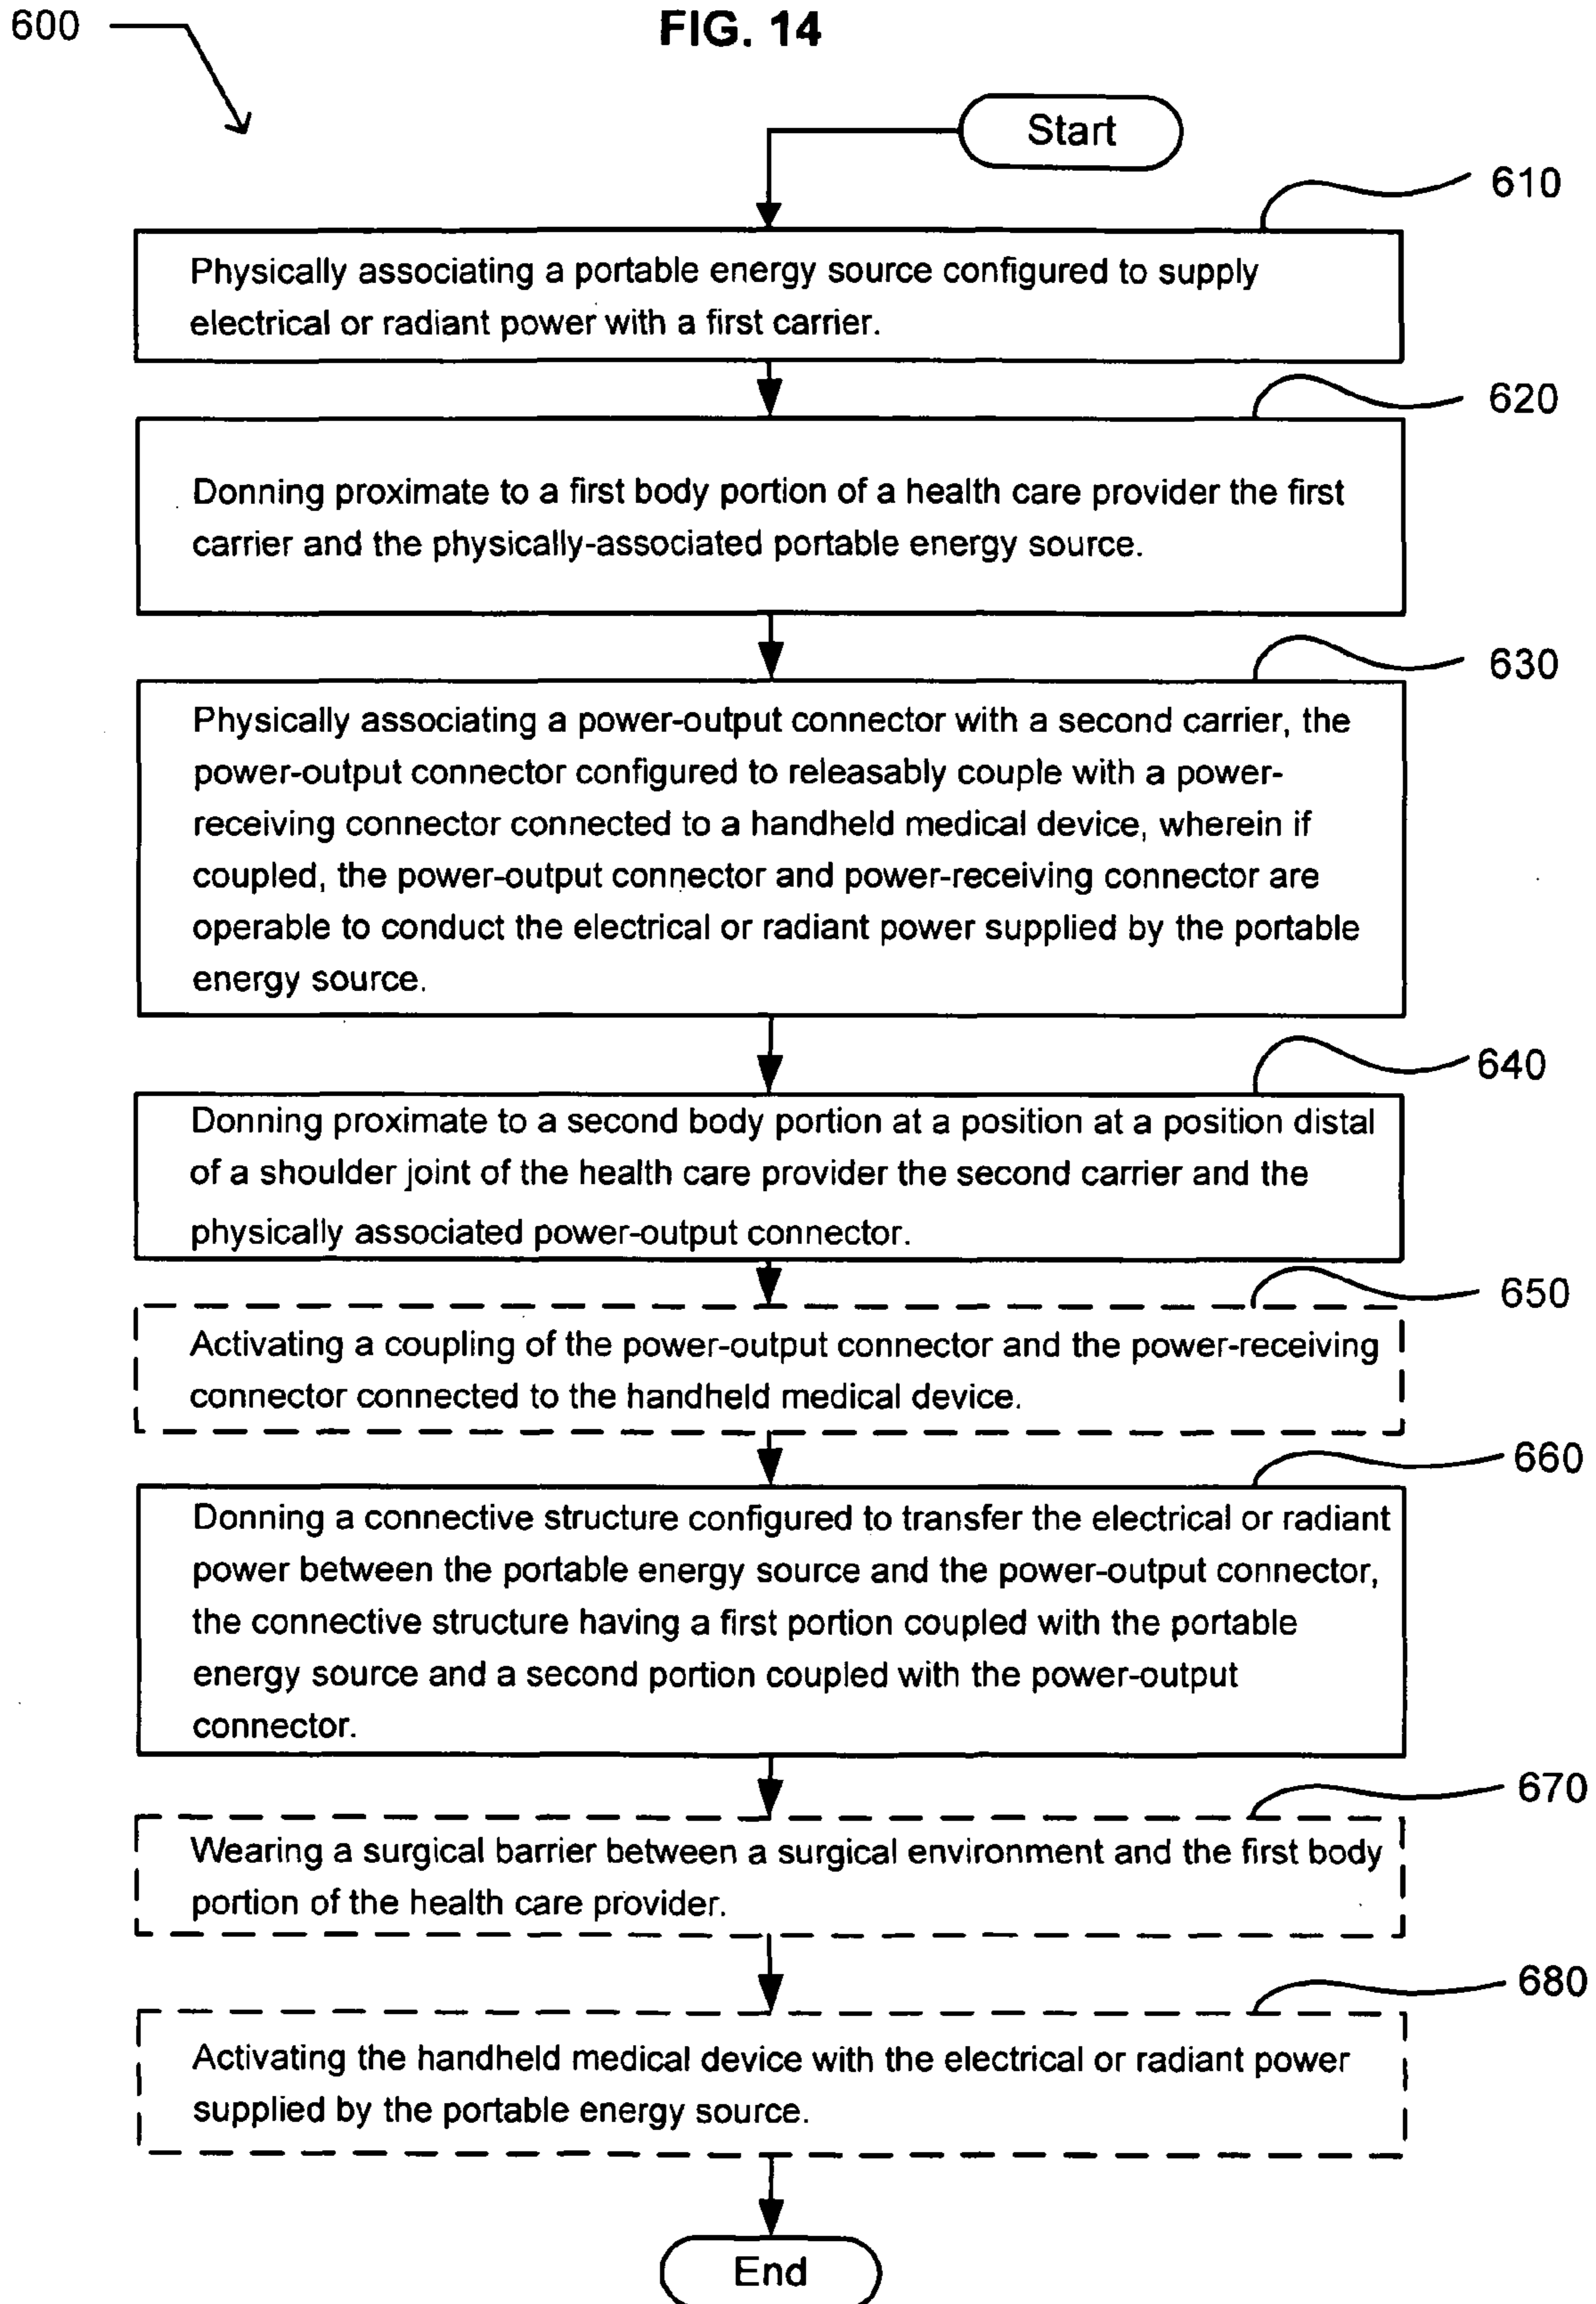 600
FIG. 14
Start
610
Physically associating a portable energy source configured to supply
electrical or radiant power with a first carrier.
620
Donning proximate to a first body portion of a health care provider the first
carrier and the physically-associated portable energy source.
630
Physically associating a power-output connector with a second carrier, the
power-output connector configured to releasably couple with a power-
receiving connector connected to a handheld medical device, wherein if
coupled, the power-output connector and power-receiving connector are
operable to conduct the electrical or radiant power supplied by the portable
energy source.
640
Donning proximate to a second body portion at a position at a position distal
of a shoulder joint of the health care provider the second carrier and the
physically associated power-output connector.
650
Activating a coupling of the power-output connector and the power-receiving
connector connected to the handheld medical device.
660
Donning a connective structure configured to transfer the electrical or radiant
power between the portable energy source and the power-output connector,
the connective structure having a first portion coupled with the portable
energy source and a second portion coupled with the power-output
connector.
670
Wearing a surgical barrier between a surgical environment and the first body
portion of the health care provider.
680
Activating the handheld medical device with the electrical or radiant power
supplied by the portable energy source.
End